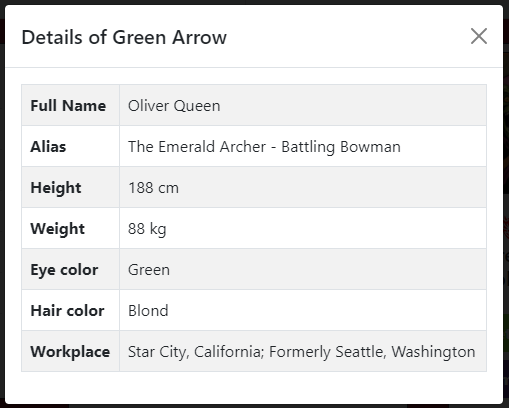 Details of Green Arrow
Full Name Oliver Queen
Alias The Emerald Archer - Battling Bowman
Height 188 cm
Weight 88 kg
Eye color Green
Hair color Blond
Workplace Star City, California; Formerly Seattle, Washington